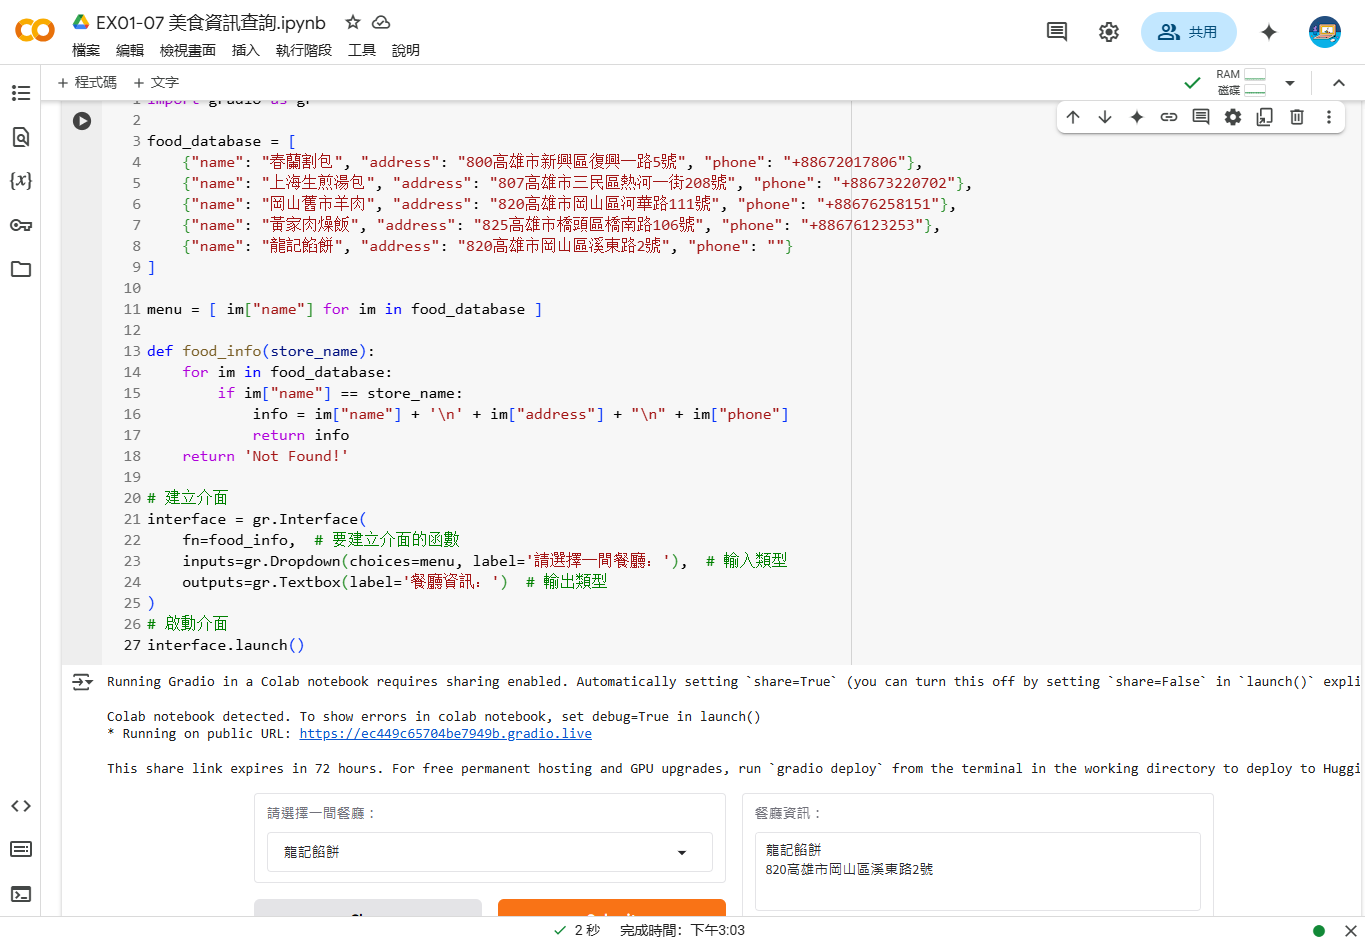 EX01-07 美食資訊查詢.ipynb
檔案 編輯 檢視畫面 插入 執行階段 工具 說明
共用
+ 程式碼 + 文字
RAM
磁碟
1 import gradio as gr
2
3 food_database = [
4 {"name": "春蘭割包", "address": "800高雄市新興區復興一路5號", "phone": "+88672017806"},
5 {"name": "上海生煎湯包", "address": "807高雄市三民區熱河一街208號", "phone": "+88673220702"},
6 {"name": "岡山舊市羊肉", "address": "820高雄市岡山區河華路111號", "phone": "+88676258151"},
7 {"name": "黃家肉燥飯", "address": "825高雄市橋頭區橋南路106號", "phone": "+88676123253"},
8 {"name": "龍記餡餅", "address": "820高雄市岡山區溪東路2號", "phone": ""}
9 ]
10
11 menu = [ im["name"] for im in food_database ]
12
13 def food_info(store_name):
14 for im in food_database:
15 if im["name"] == store_name:
16 info = im["name"] + '\n' + im["address"] + "\n" + im["phone"]
17 return info
18 return 'Not Found!'
19
20 # 建立介面
21 interface = gr.Interface(
22 fn=food_info, # 要建立介面的函數
23 inputs=gr.Dropdown(choices=menu, label='請選擇一間餐廳：'), # 輸入類型
24 outputs=gr.Textbox(label='餐廳資訊：') # 輸出類型
25 )
26 # 啟動介面
27 interface.launch()
Running Gradio in a Colab notebook requires sharing enabled. Automatically setting `share=True` (you can turn this off by setting `share=False` in `launch()` expli
Colab notebook detected. To show errors in colab notebook, set debug=True in launch()
* Running on public URL: https://ec449c65704be7949b.gradio.live
This share link expires in 72 hours. For free permanent hosting and GPU upgrades, run `gradio deploy` from the terminal in the working directory to deploy to Huggi
請選擇一間餐廳：
龍記餡餅
餐廳資訊：
龍記餡餅
820高雄市岡山區溪東路2號
2 秒 完成時間：下午3:03